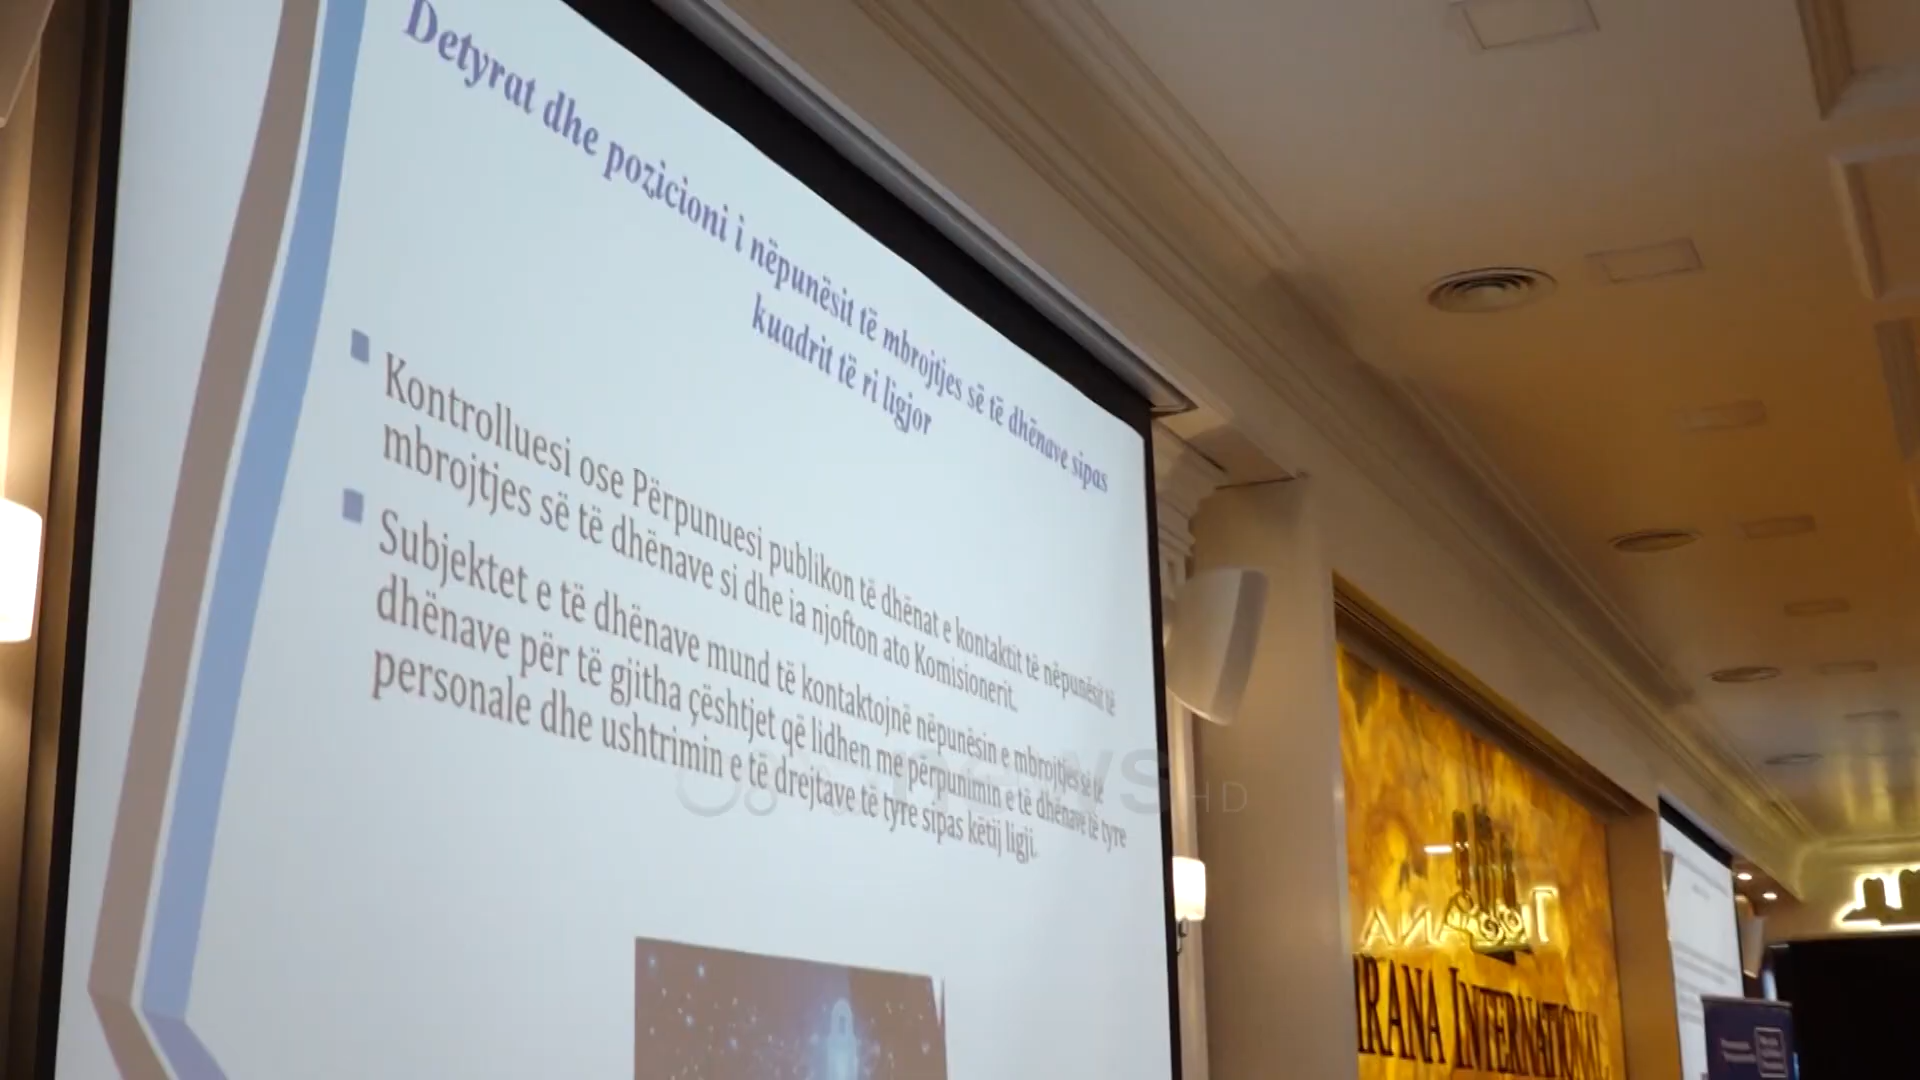 Detyrat dhe pozicioni i nëpunësit të mbrojtjes së të dhënave sipas
kuadrit të ri ligjor
Kontrolluesi ose Përpunuesi publikon të dhënat e kontaktit të nëpunësit të
mbrojtjes së të dhënave si dhe ia njofton ato Komisionerit.
Subjektet e të dhënave mund të kontaktojnë nëpunësin e mbrojtjes së të
dhënave për të gjitha çështjet që lidhen me përpunimin e të dhënave të tyre
personale dhe ushtrimin e të drejtave të tyre sipas këtij ligji.
news HD
IRANA INTERNATIONAL